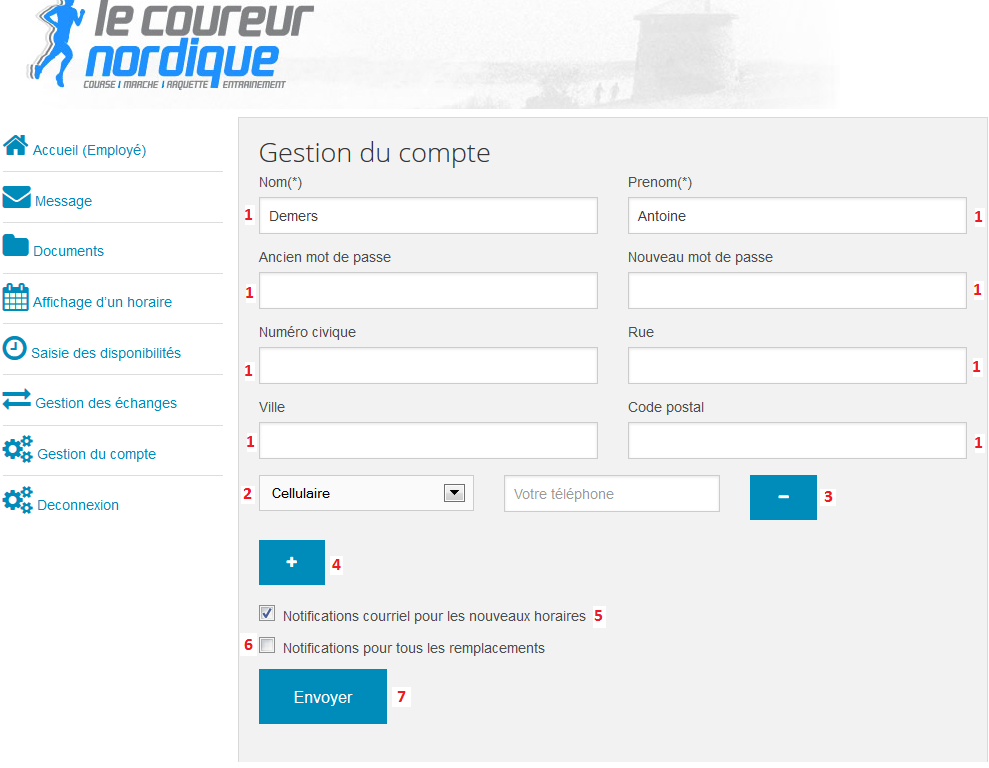 le coureur
nordique
COURSE | MARCHE | RAQUETTE | ENTRAINEMENT
Accueil (Employé)
Message
Documents
Affichage d'un horaire
Saisie des disponibilités
Gestion des échanges
Gestion du compte
Deconnexion
Gestion du compte
Nom(*) Prenom(*)
1 Demers Antoine 1
Ancien mot de passe Nouveau mot de passe
1 1
Numéro civique Rue
1 1
Ville Code postal
1 1
2 Cellulaire Votre téléphone - 3
+ 4
Notifications courriel pour les nouveaux horaires 5
6 Notifications pour tous les remplacements
Envoyer 7